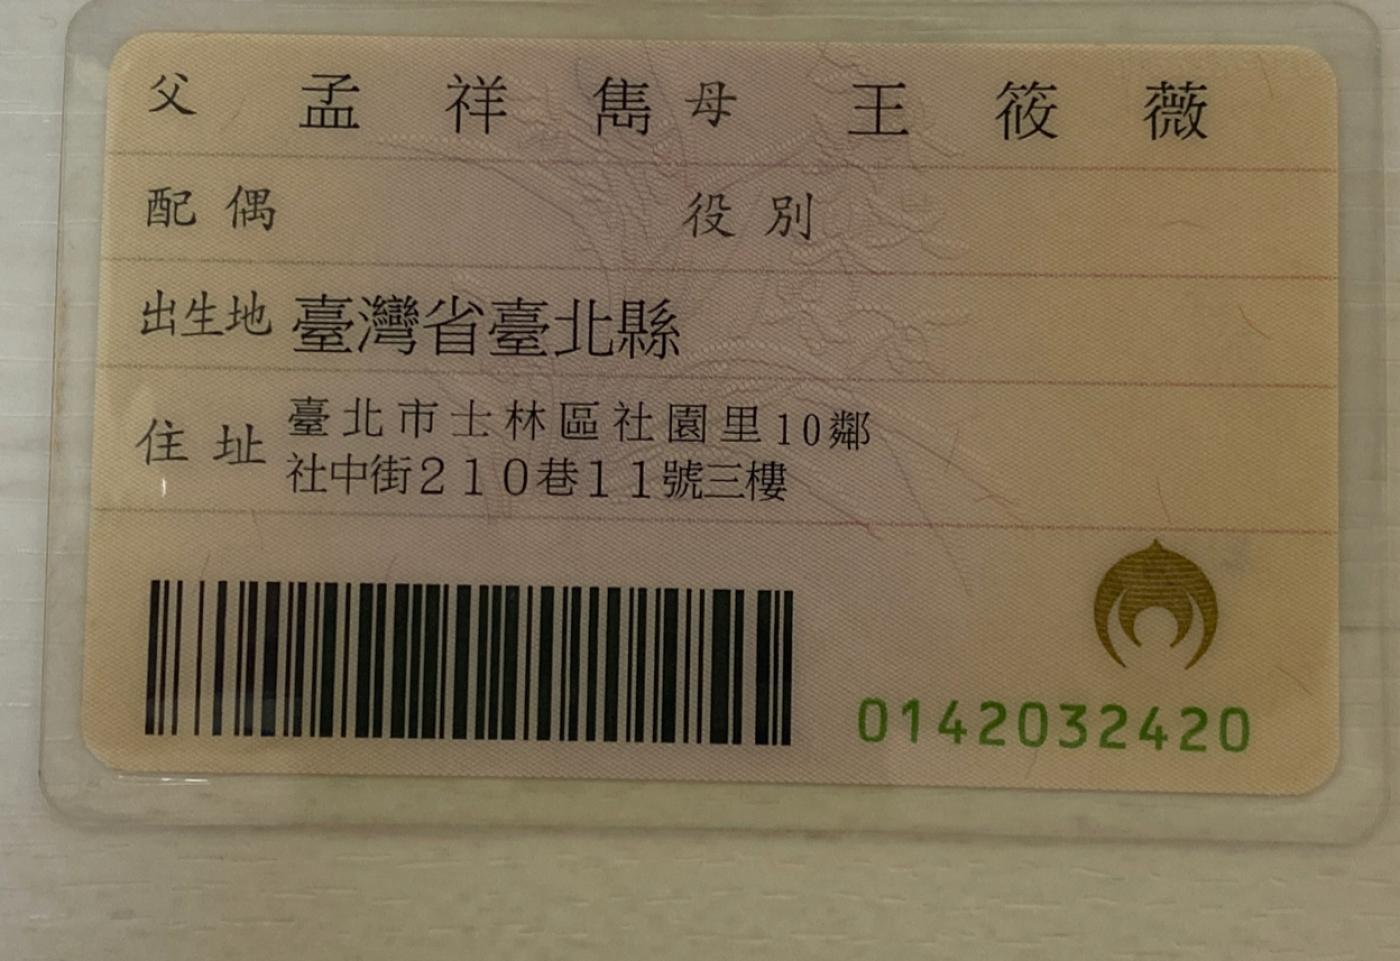 父 孟祥雋 母 王筱薇
配偶 役別
出生地 臺灣省臺北縣
住址 臺北市士林區社園里10鄰
社中街210巷11號三樓
0142032420